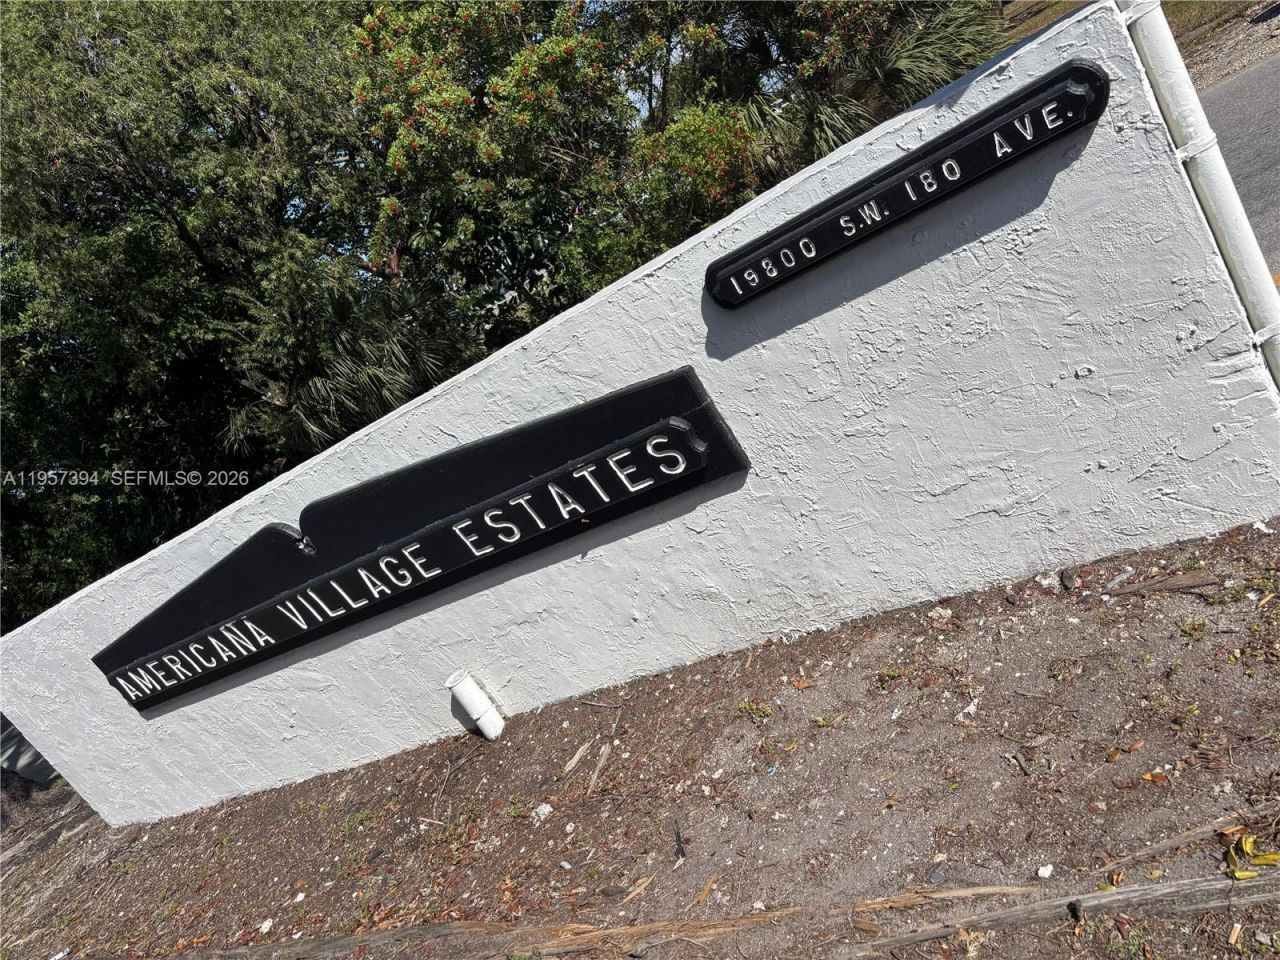 19800 S.W. 180 AVE.
AMERICANA VILLAGE ESTATES
A11957394 SEFMLS© 2026